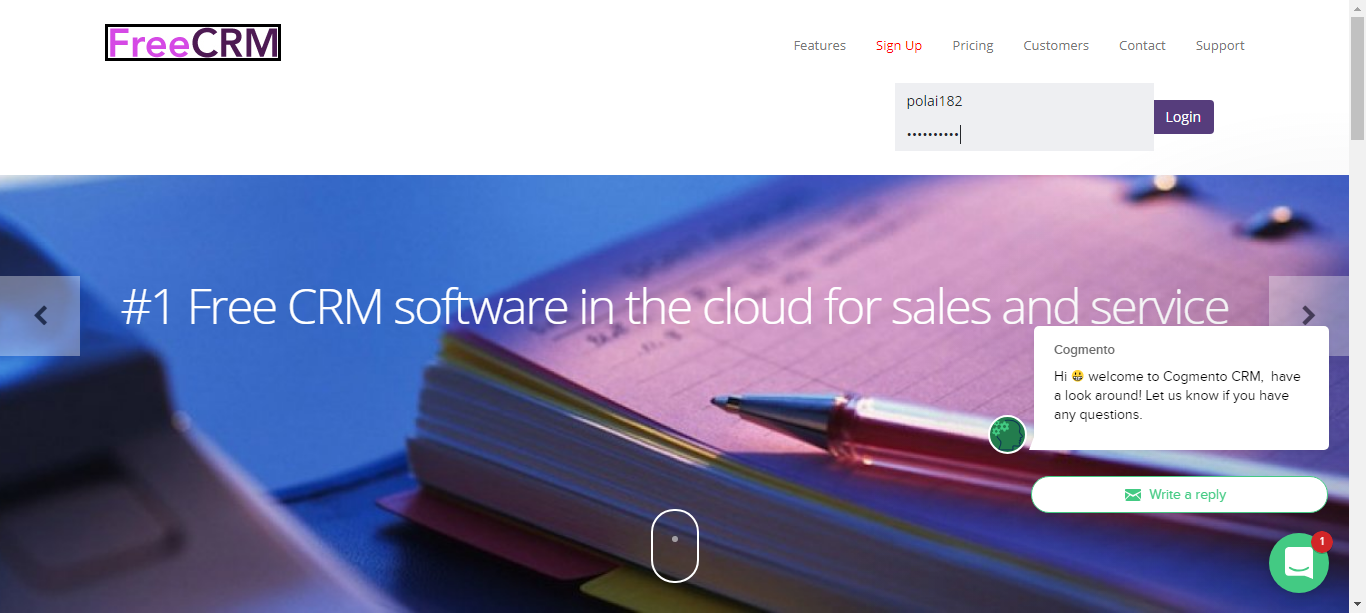 FreeCRM
Features Sign Up Pricing Customers Contact Support
polai182
••••••••••
Login
#1 Free CRM software in the cloud for sales and service
Cogmento
Hi 😀 welcome to Cogmento CRM, have
a look around! Let us know if you have
any questions.
Write a reply
1